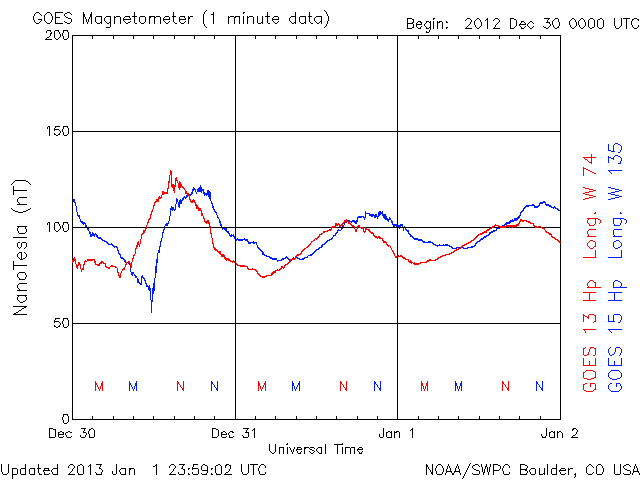 GOES Magnetometer (1 minute data)
Begin: 2012 Dec 30 0000 UTC
200
150
100
50
0
NanoTesla (nT)
M M N N M M N N M M N N
Dec 30 Dec 31 Jan 1 Jan 2
Universal Time
GOES 13 Hp Long. W 74
GOES 15 Hp Long. W 135
Updated 2013 Jan 1 23:59:02 UTC
NOAA/SWPC Boulder, CO USA